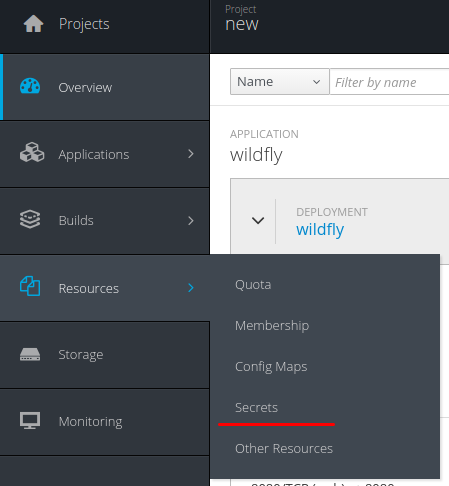 Projects
Project
new
Overview
Name
Filter by name
Applications
APPLICATION
wildfly
Builds
DEPLOYMENT
wildfly
Resources
Quota
Membership
Config Maps
Secrets
Other Resources
Storage
Monitoring